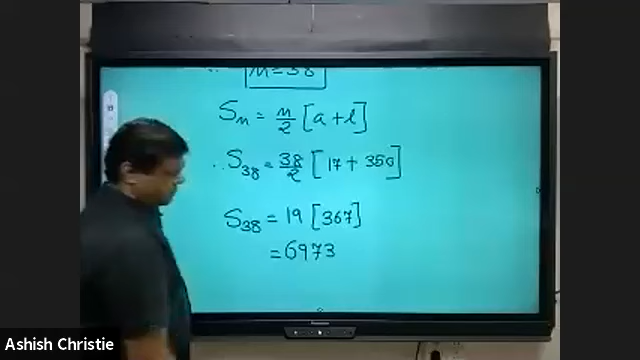 ∴ n = 38
Sn = n/2 [a + l]
∴ S38 = 38/2 [17 + 350]
S38 = 19 [367]
= 6973
Ashish Christie